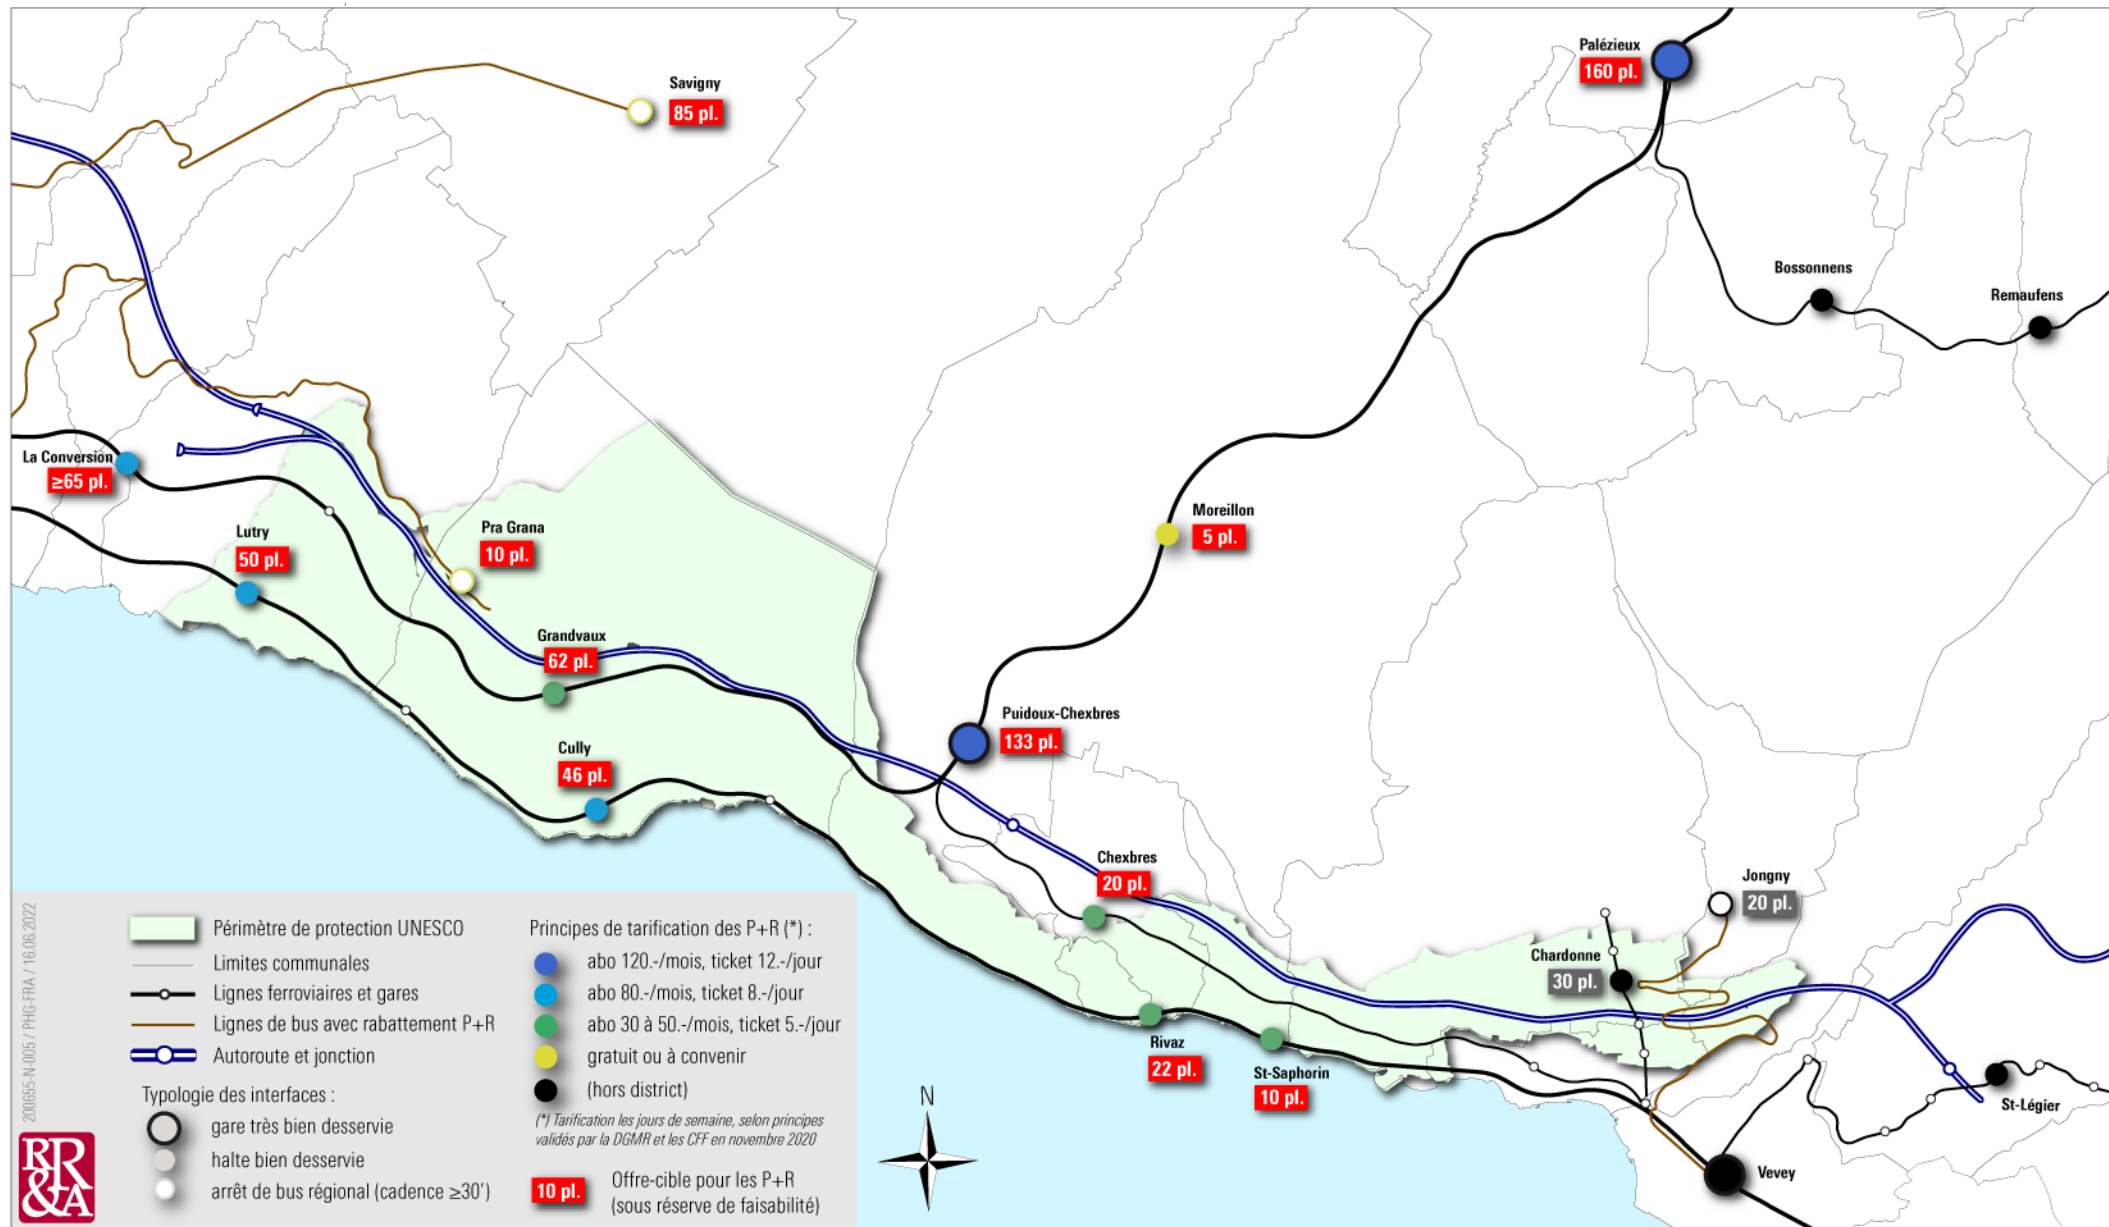 Palézieux
160 pl.
Savigny
85 pl.
Bossonnens
Remaufens
La Conversion
≥65 pl.
Lutry
50 pl.
Pra Grana
10 pl.
Moreillon
5 pl.
Grandvaux
62 pl.
Puidoux-Chexbres
133 pl.
Cully
46 pl.
Chexbres
20 pl.
Jongny
20 pl.
Chardonne
30 pl.
Rivaz
22 pl.
St-Saphorin
10 pl.
St-Légier
Vevey
N
200655-N-005 / PHG-FRA / 16.06.2022
Périmètre de protection UNESCO
Limites communales
Lignes ferroviaires et gares
Lignes de bus avec rabattement P+R
Autoroute et jonction
Typologie des interfaces :
gare très bien desservie
halte bien desservie
arrêt de bus régional (cadence ≥30')
Principes de tarification des P+R (*) :
abo 120.-/mois, ticket 12.-/jour
abo 80.-/mois, ticket 8.-/jour
abo 30 à 50.-/mois, ticket 5.-/jour
gratuit ou à convenir
(hors district)
(*) Tarification les jours de semaine, selon principes
validés par la DGMR et les CFF en novembre 2020
10 pl.
Offre-cible pour les P+R
(sous réserve de faisabilité)
RR
&A